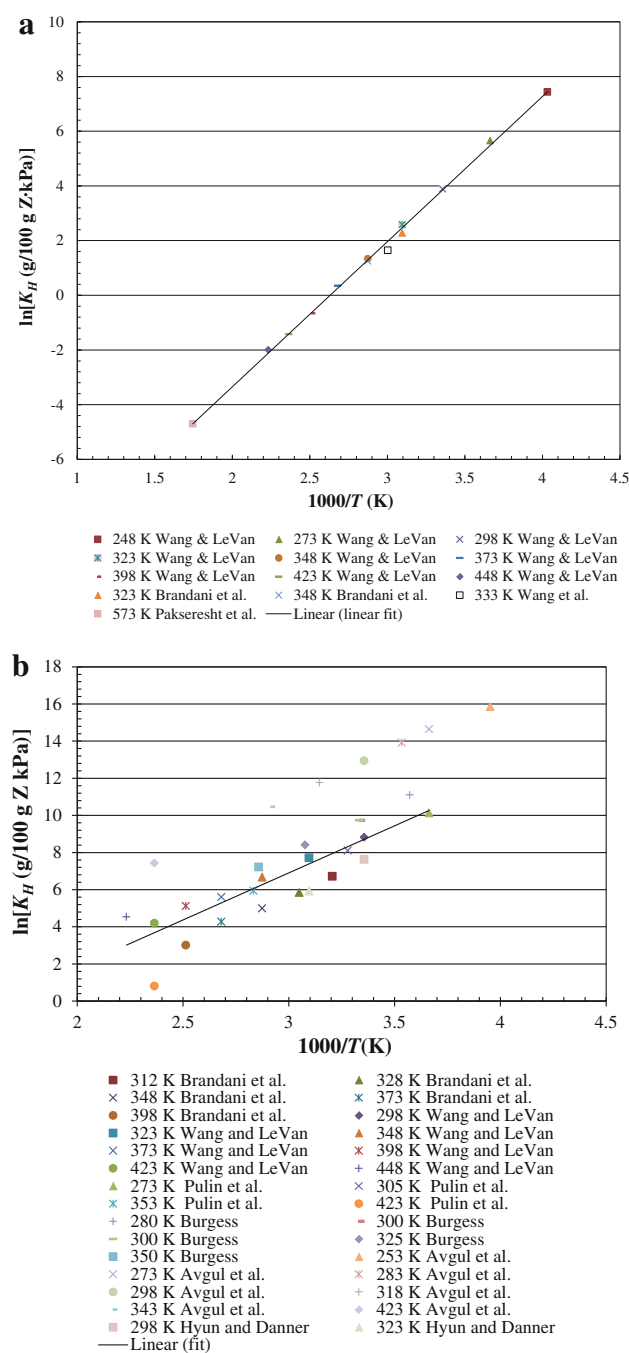 a
10
8
6
4
2
0
-2
-4
-6
ln[K_H (g/100 g Z·kPa)]
1 1.5 2 2.5 3 3.5 4 4.5
1000/T (K)
248 K Wang & LeVan 273 K Wang & LeVan 298 K Wang & LeVan
323 K Wang & LeVan 348 K Wang & LeVan 373 K Wang & LeVan
398 K Wang & LeVan 423 K Wang & LeVan 448 K Wang & LeVan
323 K Brandani et al. 348 K Brandani et al. 333 K Wang et al.
573 K Pakseresht et al. Linear (linear fit)
b
18
16
14
12
10
8
6
4
2
0
ln[K_H (g/100 g Z kPa)]
2 2.5 3 3.5 4 4.5
1000/T(K)
312 K Brandani et al. 328 K Brandani et al.
348 K Brandani et al. 373 K Brandani et al.
398 K Brandani et al. 298 K Wang and LeVan
323 K Wang and LeVan 348 K Wang and LeVan
373 K Wang and LeVan 398 K Wang and LeVan
423 K Wang and LeVan 448 K Wang and LeVan
273 K Pulin et al. 305 K Pulin et al.
353 K Pulin et al. 423 K Pulin et al.
280 K Burgess 300 K Burgess
300 K Burgess 325 K Burgess
350 K Burgess 253 K Avgul et al.
273 K Avgul et al. 283 K Avgul et al.
298 K Avgul et al. 318 K Avgul et al.
343 K Avgul et al. 423 K Avgul et al.
298 K Hyun and Danner 323 K Hyun and Danner
Linear (fit)